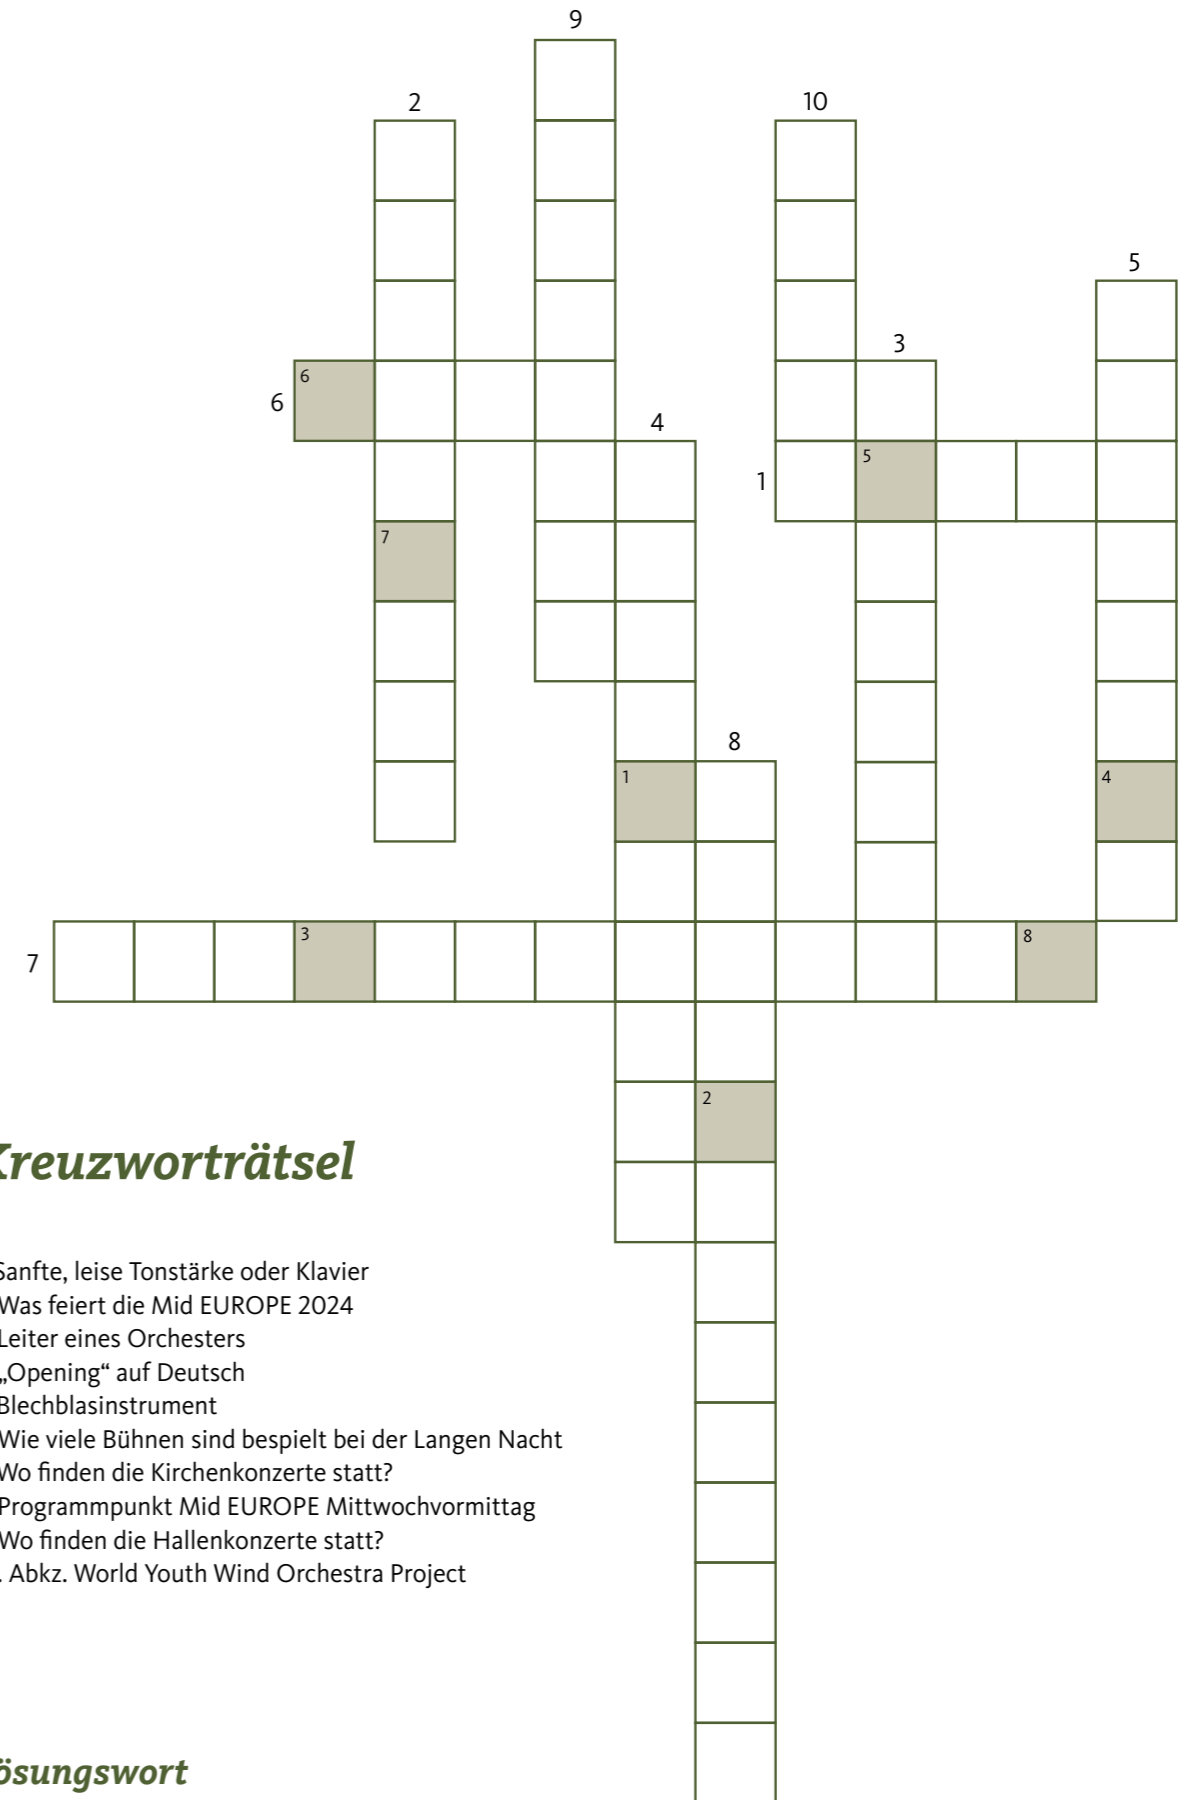 9
2
10
5
3
6
6
4
5
1
7
8
1
4
3
8
7
2
Kreuzworträtsel
Sanfte, leise Tonstärke oder Klavier
Was feiert die Mid EUROPE 2024
Leiter eines Orchesters
„Opening“ auf Deutsch
Blechblasinstrument
Wie viele Bühnen sind bespielt bei der Langen Nacht
Wo finden die Kirchenkonzerte statt?
Programmpunkt Mid EUROPE Mittwochvormittag
Wo finden die Hallenkonzerte statt?
. Abkz. World Youth Wind Orchestra Project
ösungswort